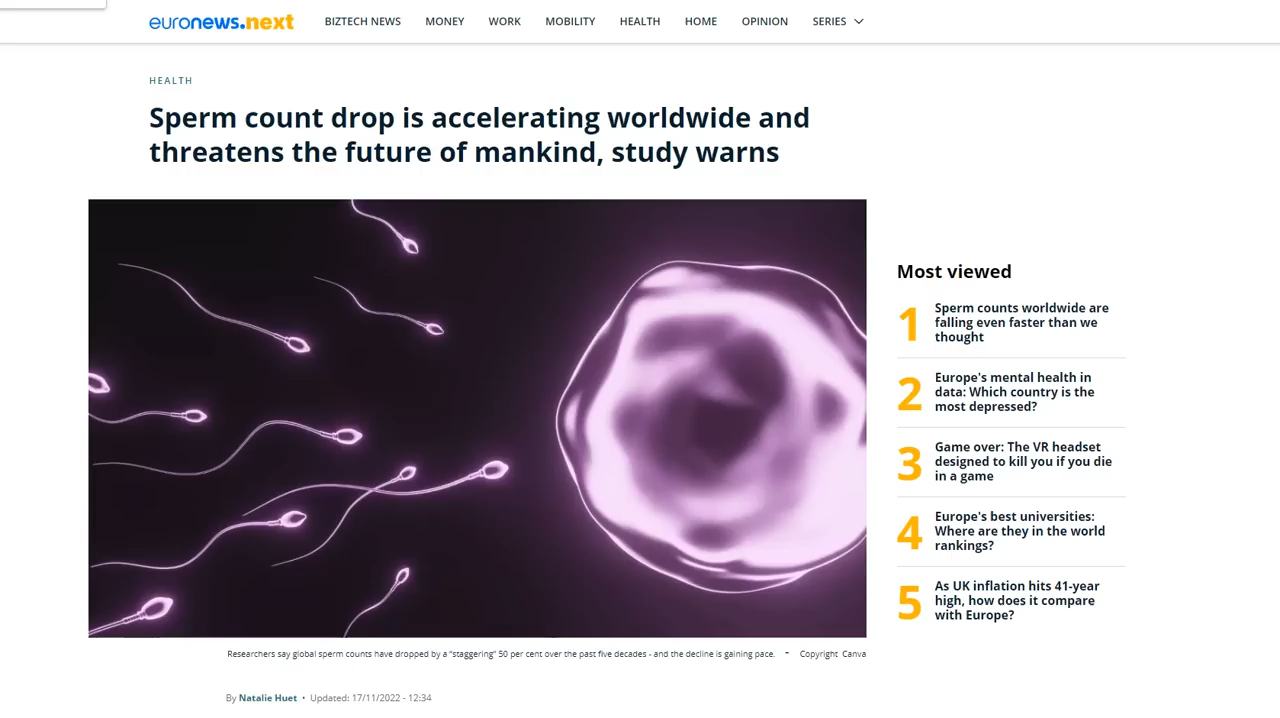 euronews.next
BIZTECH NEWS MONEY WORK MOBILITY HEALTH HOME OPINION SERIES
HEALTH
Sperm count drop is accelerating worldwide and
threatens the future of mankind, study warns
Researchers say global sperm counts have dropped by a "staggering" 50 per cent over the past five decades - and the decline is gaining pace. - Copyright Canva
By Natalie Huet • Updated: 17/11/2022 - 12:34
Most viewed
1
Sperm counts worldwide are
falling even faster than we
thought
2
Europe's mental health in
data: Which country is the
most depressed?
3
Game over: The VR headset
designed to kill you if you die
in a game
4
Europe's best universities:
Where are they in the world
rankings?
5
As UK inflation hits 41-year
high, how does it compare
with Europe?